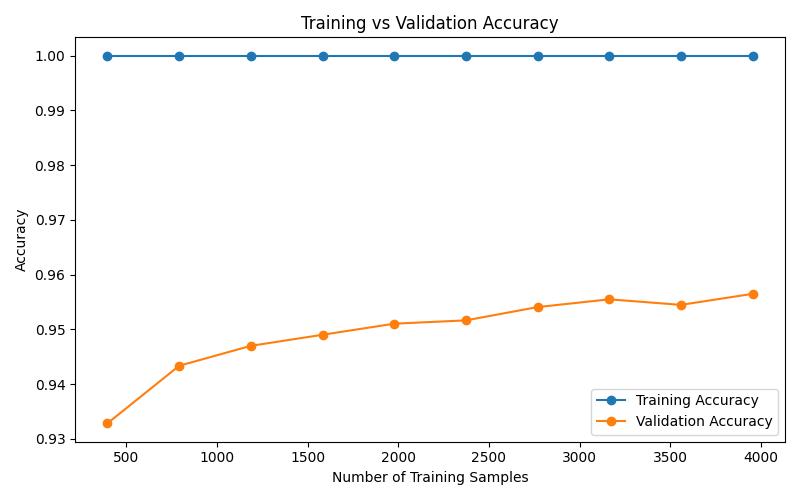 Training vs Validation Accuracy
1.00
0.99
0.98
0.97
0.96
0.95
0.94
0.93
Accuracy
Training Accuracy
Validation Accuracy
500 1000 1500 2000 2500 3000 3500 4000
Number of Training Samples